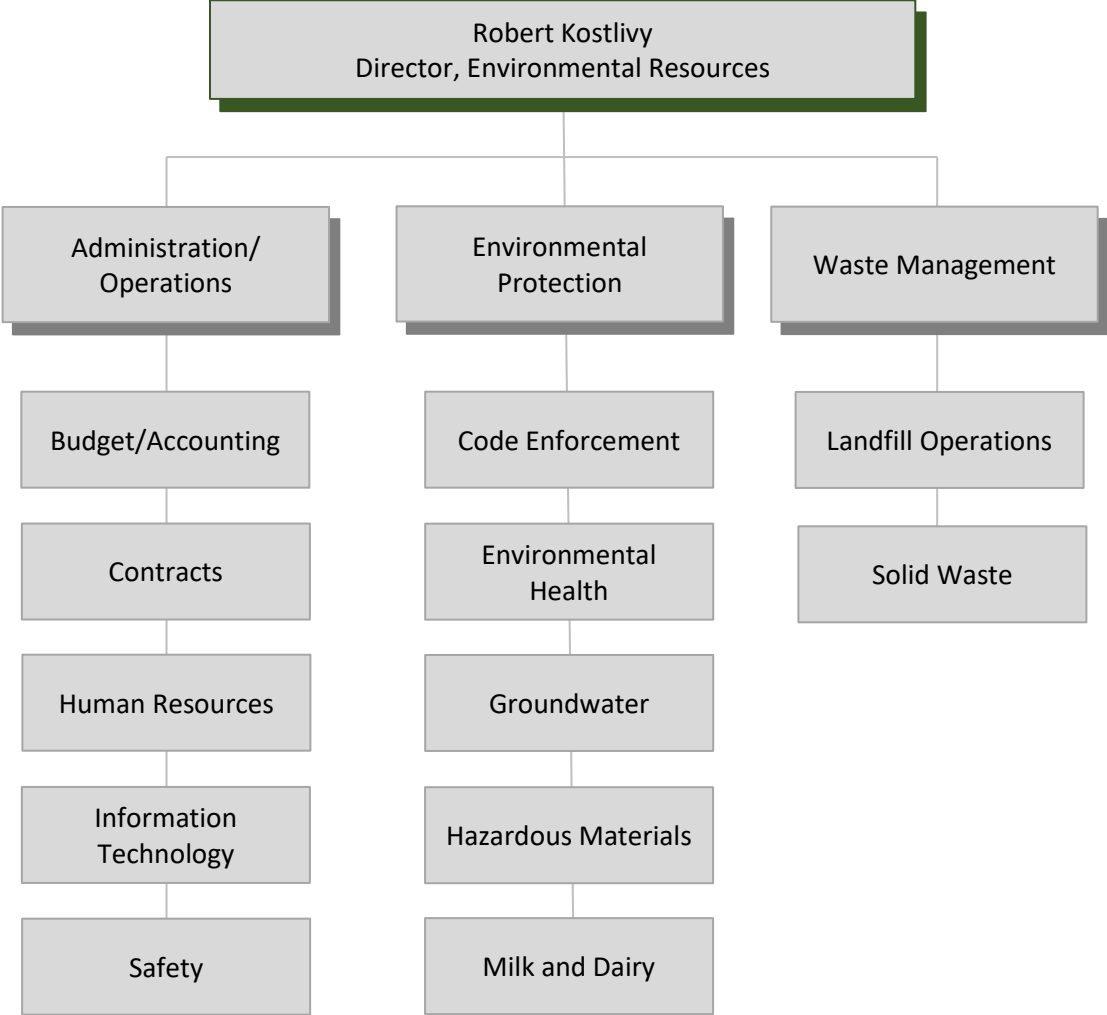 Robert Kostlivy
Director, Environmental Resources
Administration/
Operations
Environmental
Protection
Waste Management
Budget/Accounting
Code Enforcement
Landfill Operations
Contracts
Environmental
Health
Solid Waste
Human Resources
Groundwater
Information
Technology
Hazardous Materials
Safety
Milk and Dairy